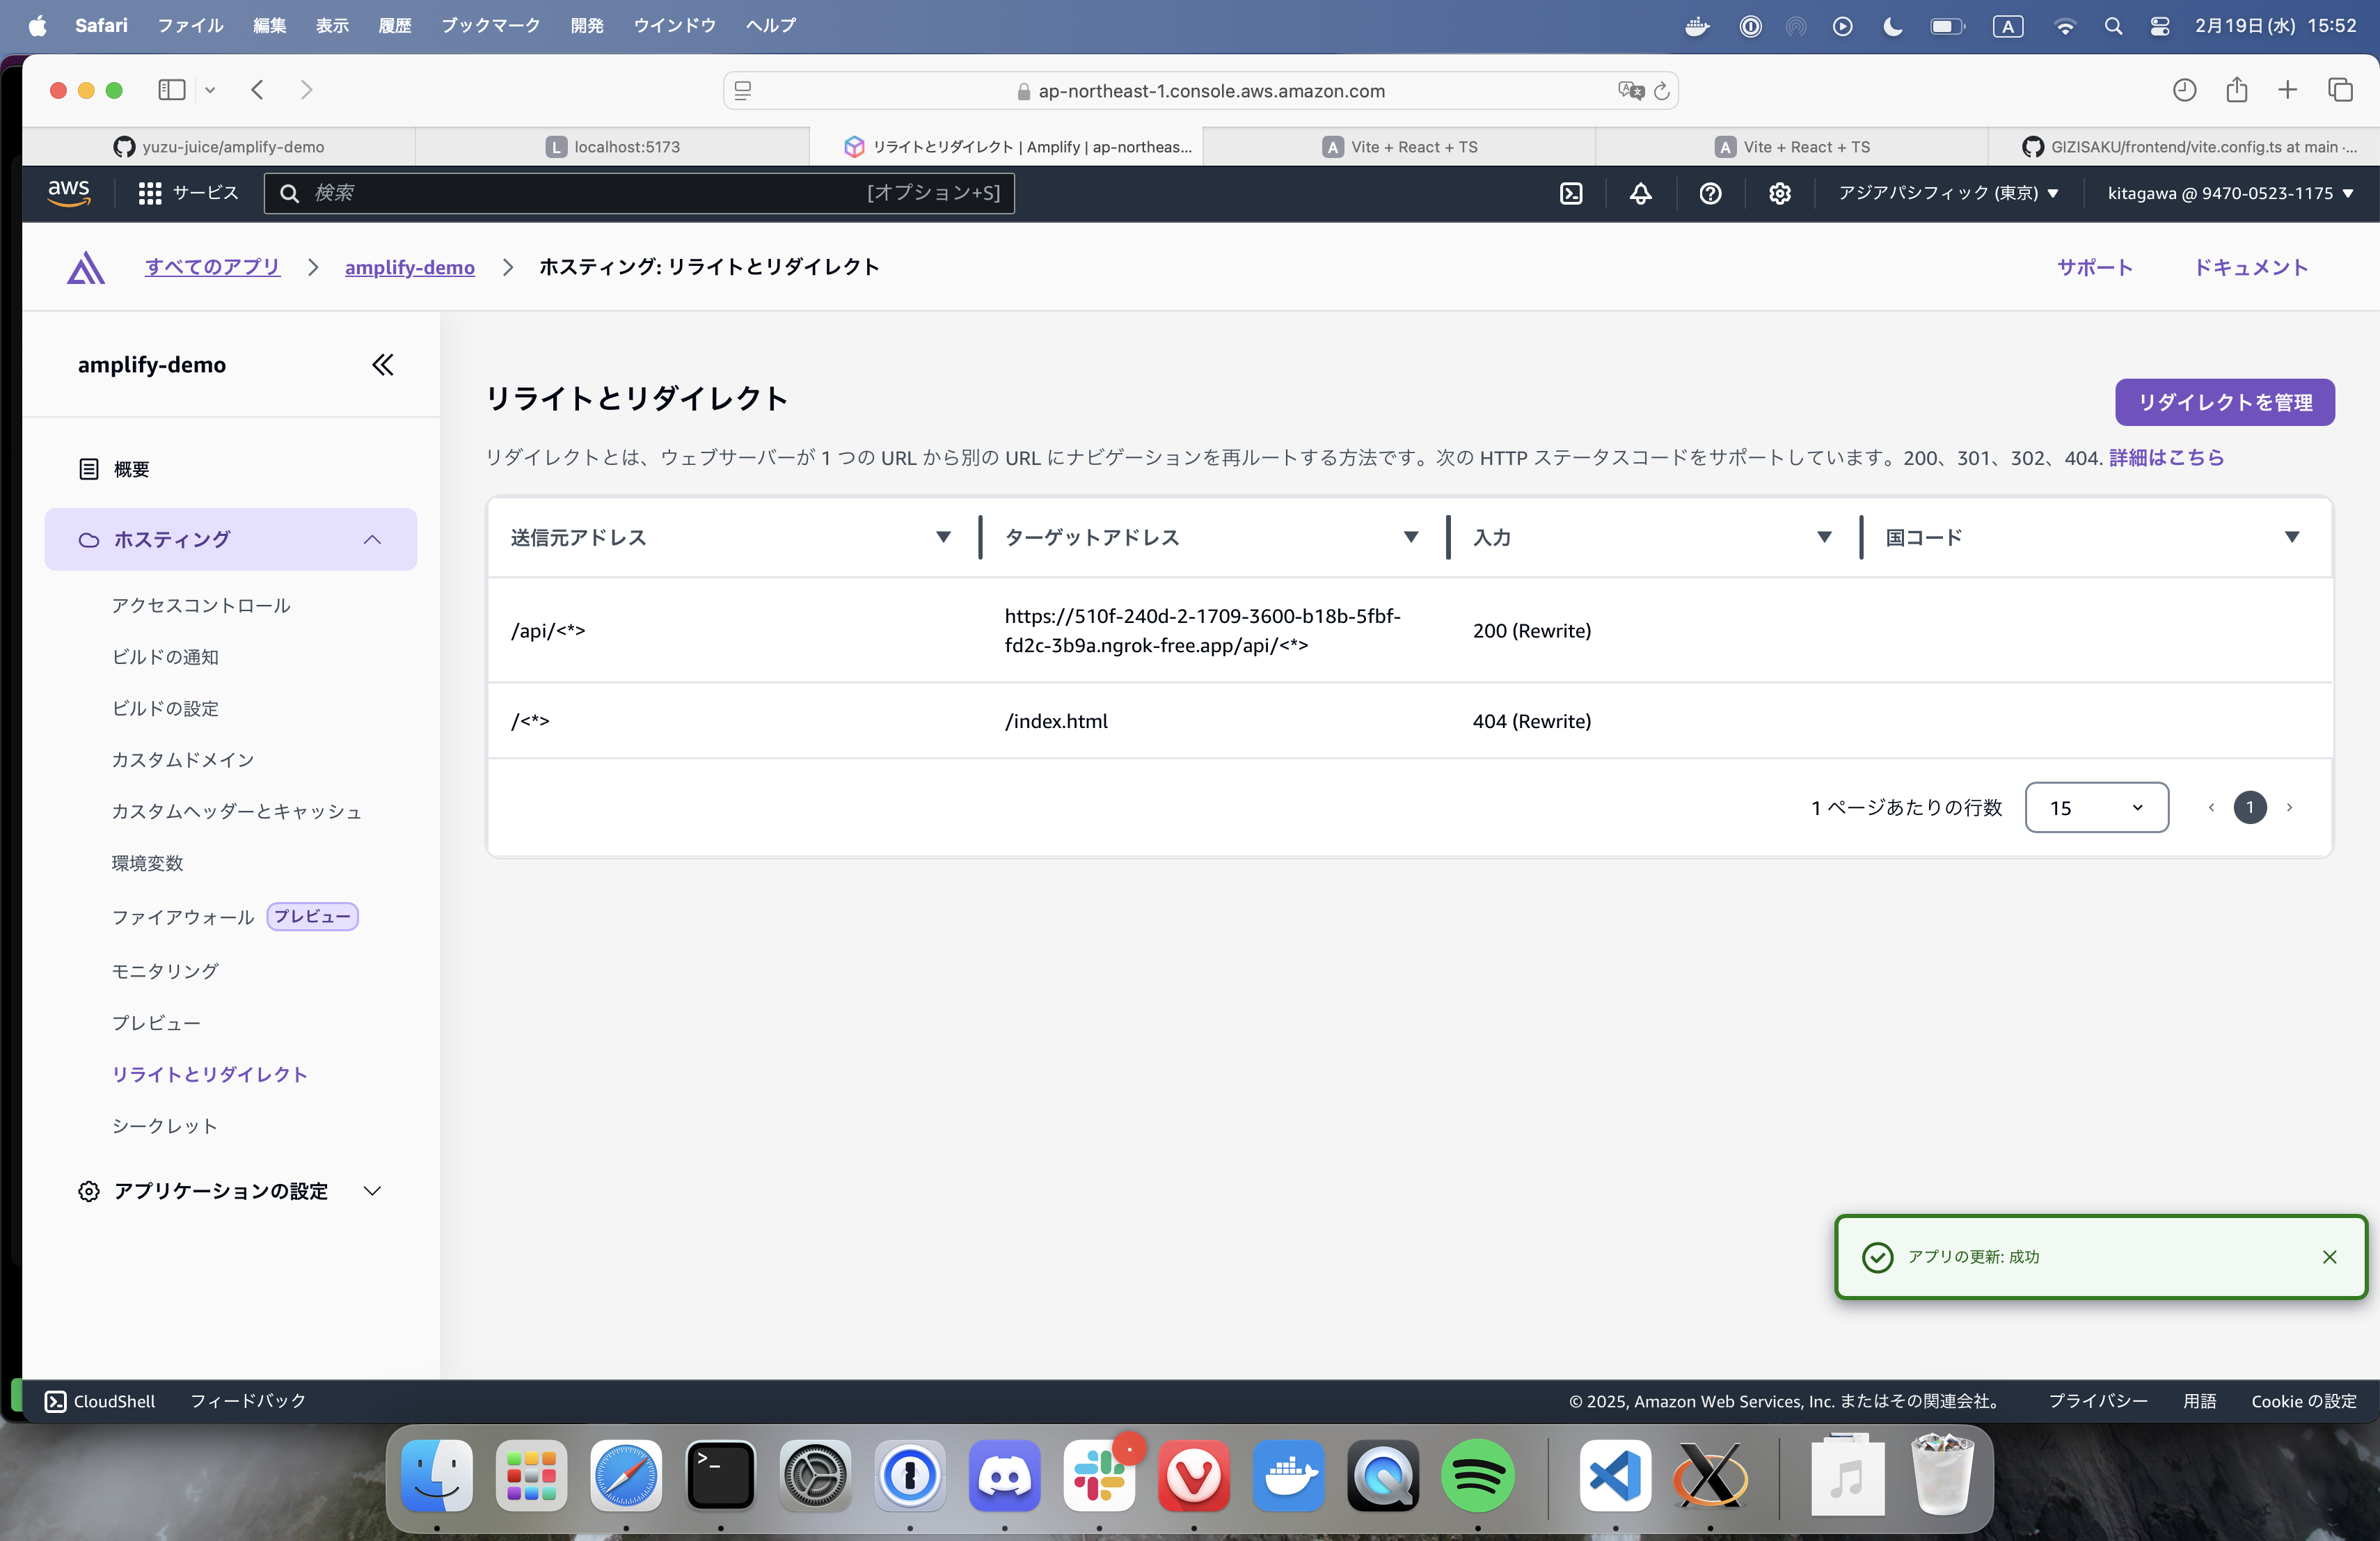 Safari ファイル 編集 表示 履歴 ブックマーク 開発 ウインドウ ヘルプ A 2月19日(水) 15:52
ap-northeast-1.console.aws.amazon.com
yuzu-juice/amplify-demo L localhost:5173 リライトとリダイレクト | Amplify | ap-northeas... A Vite + React + TS A Vite + React + TS GIZISAKU/frontend/vite.config.ts at main ·...
aws サービス 検索 [オプション+S] アジアパシフィック (東京) ▼ kitagawa @ 9470-0523-1175 ▼
すべてのアプリ > amplify-demo > ホスティング: リライトとリダイレクト サポート ドキュメント
amplify-demo
概要
ホスティング
アクセスコントロール
ビルドの通知
ビルドの設定
カスタムドメイン
カスタムヘッダーとキャッシュ
環境変数
ファイアウォール プレビュー
モニタリング
プレビュー
リライトとリダイレクト
シークレット
アプリケーションの設定
リライトとリダイレクト
リダイレクトを管理
リダイレクトとは、ウェブサーバーが 1 つの URL から別の URL にナビゲーションを再ルートする方法です。次の HTTP ステータスコードをサポートしています。200、301、302、404. 詳細はこちら
送信元アドレス ターゲットアドレス 入力 国コード
/api/<*> https://510f-240d-2-1709-3600-b18b-5fbf-
fd2c-3b9a.ngrok-free.app/api/<*> 200 (Rewrite)
/<*> /index.html 404 (Rewrite)
1 ページあたりの行数 15 1
アプリの更新: 成功
CloudShell フィードバック © 2025, Amazon Web Services, Inc. またはその関連会社。 プライバシー 用語 Cookie の設定